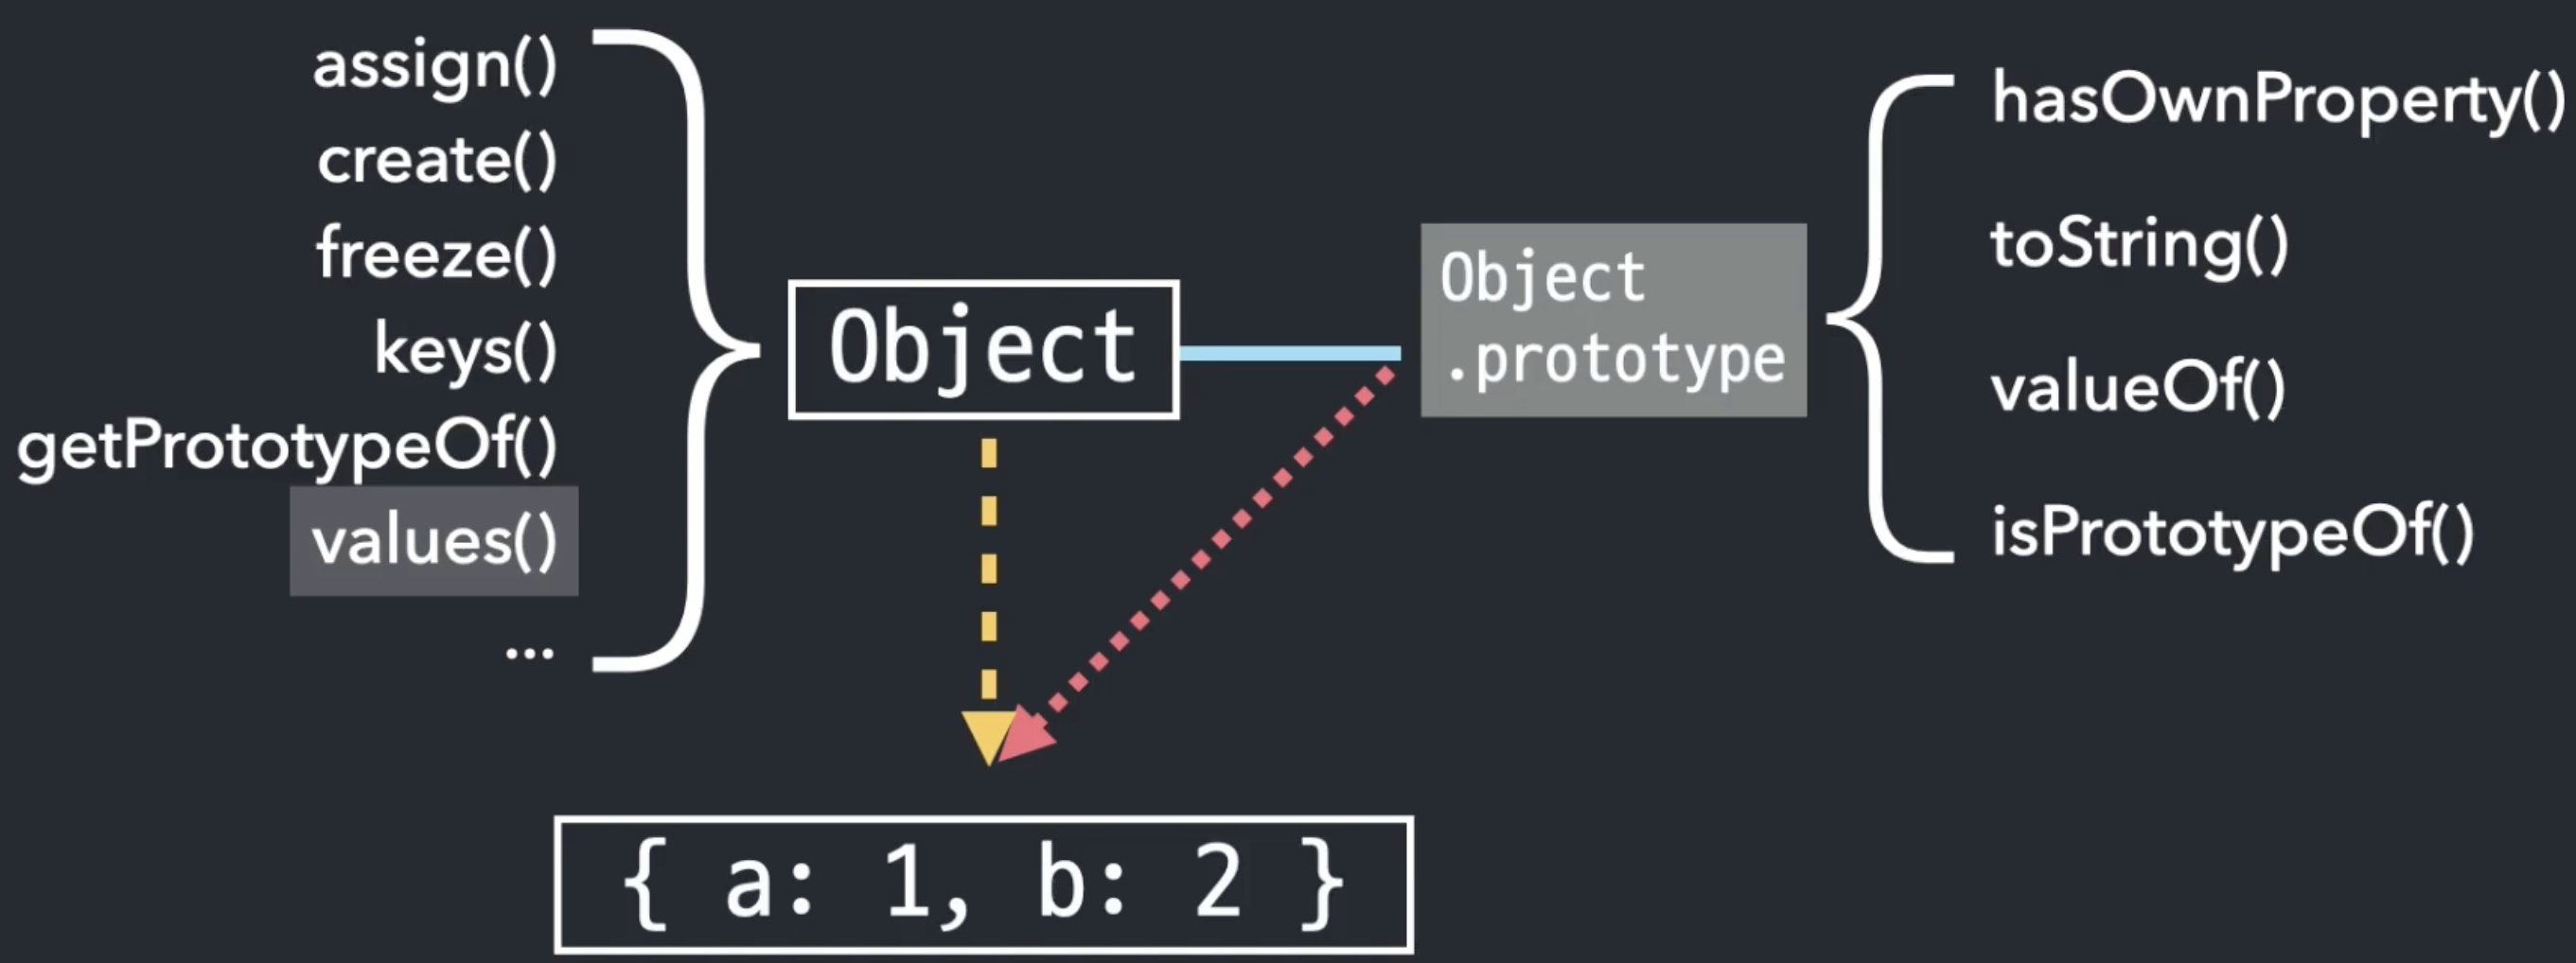 assign()
create()
freeze()
keys()
getPrototypeOf()
values()
...
Object
Object
.prototype
hasOwnProperty()
toString()
valueOf()
isPrototypeOf()
{ a: 1, b: 2 }